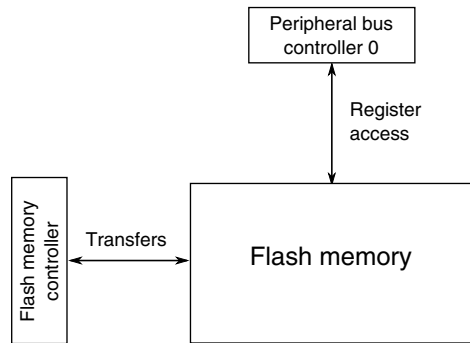 Peripheral bus
controller 0
Register
access
Flash memory
controller
Transfers
Flash memory